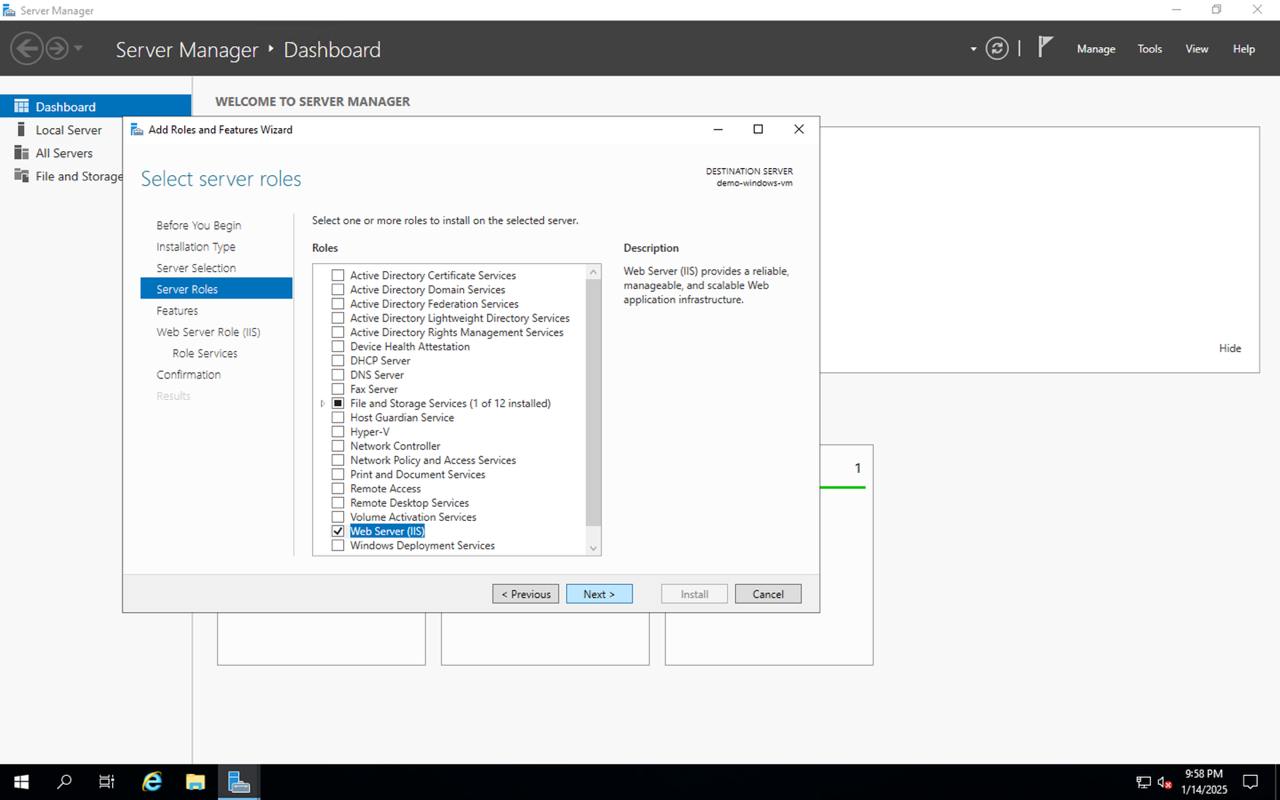 Server Manager
Server Manager ‣ Dashboard
Manage
Tools
View
Help
Dashboard
Local Server
All Servers
File and Storage
WELCOME TO SERVER MANAGER
Add Roles and Features Wizard
Select server roles
DESTINATION SERVER
demo-windows-vm
Before You Begin
Installation Type
Server Selection
Server Roles
Features
Web Server Role (IIS)
Role Services
Confirmation
Results
Select one or more roles to install on the selected server.
Roles
Active Directory Certificate Services
Active Directory Domain Services
Active Directory Federation Services
Active Directory Lightweight Directory Services
Active Directory Rights Management Services
Device Health Attestation
DHCP Server
DNS Server
Fax Server
File and Storage Services (1 of 12 installed)
Host Guardian Service
Hyper-V
Network Controller
Network Policy and Access Services
Print and Document Services
Remote Access
Remote Desktop Services
Volume Activation Services
Web Server (IIS)
Windows Deployment Services
Description
Web Server (IIS) provides a reliable,
manageable, and scalable Web
application infrastructure.
< Previous
Next >
Install
Cancel
Hide
1
9:58 PM
1/14/2025